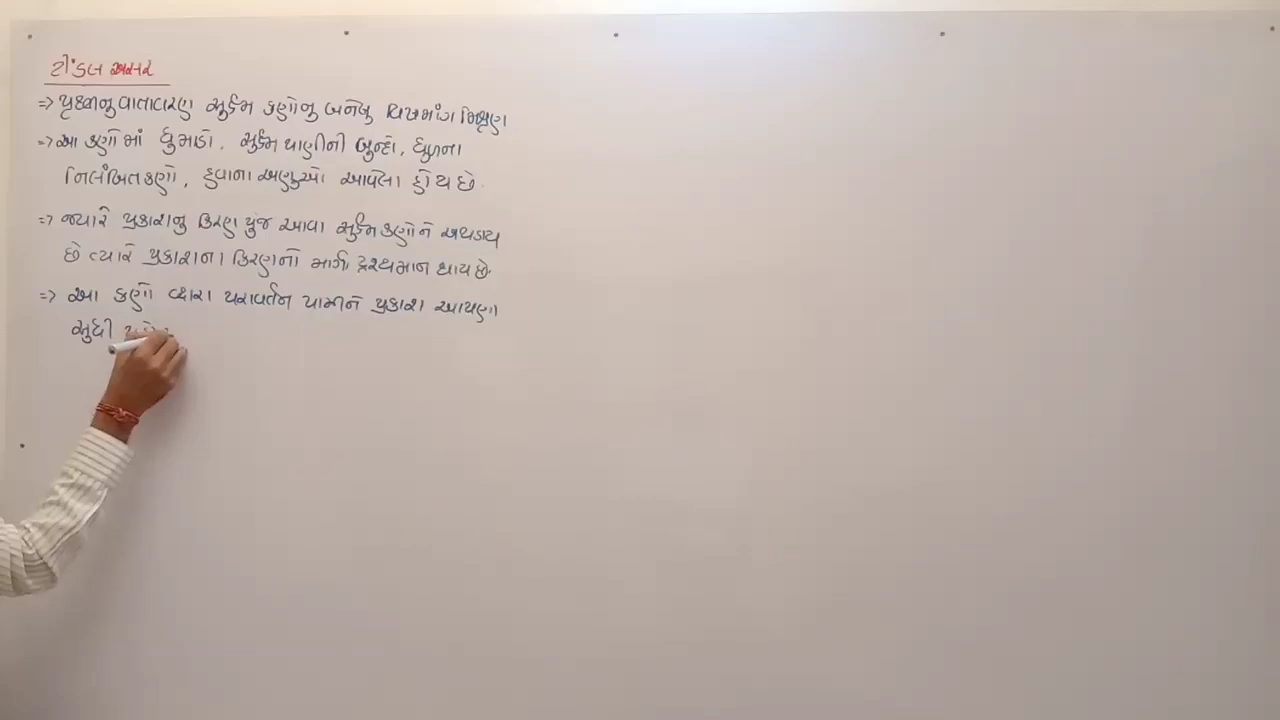 ટીંડલ અસર
=> પૃથ્વીનુ વાતાવરણ સુક્ષ્મ કણોનુ બનેલુ વિષમાંગ મિશ્રણ
=> આ કણોમાં ધુમાડો, સુક્ષ્મ પાણીની બુન્દો, ધુળના
નિલંબિત કણો, હવાના અણુઓ આવેલા હોય છે.
=> જ્યારે પ્રકાશનુ કિરણ પુંજ આવા સુક્ષ્મ કણોને અથડાય
છે ત્યારે પ્રકાશના કિરણનો માર્ગ દ્રશ્યમાન થાય છે.
=> આ કણો વ્દારા પરાવર્તન પામીને પ્રકાશ આપણા
સુધી